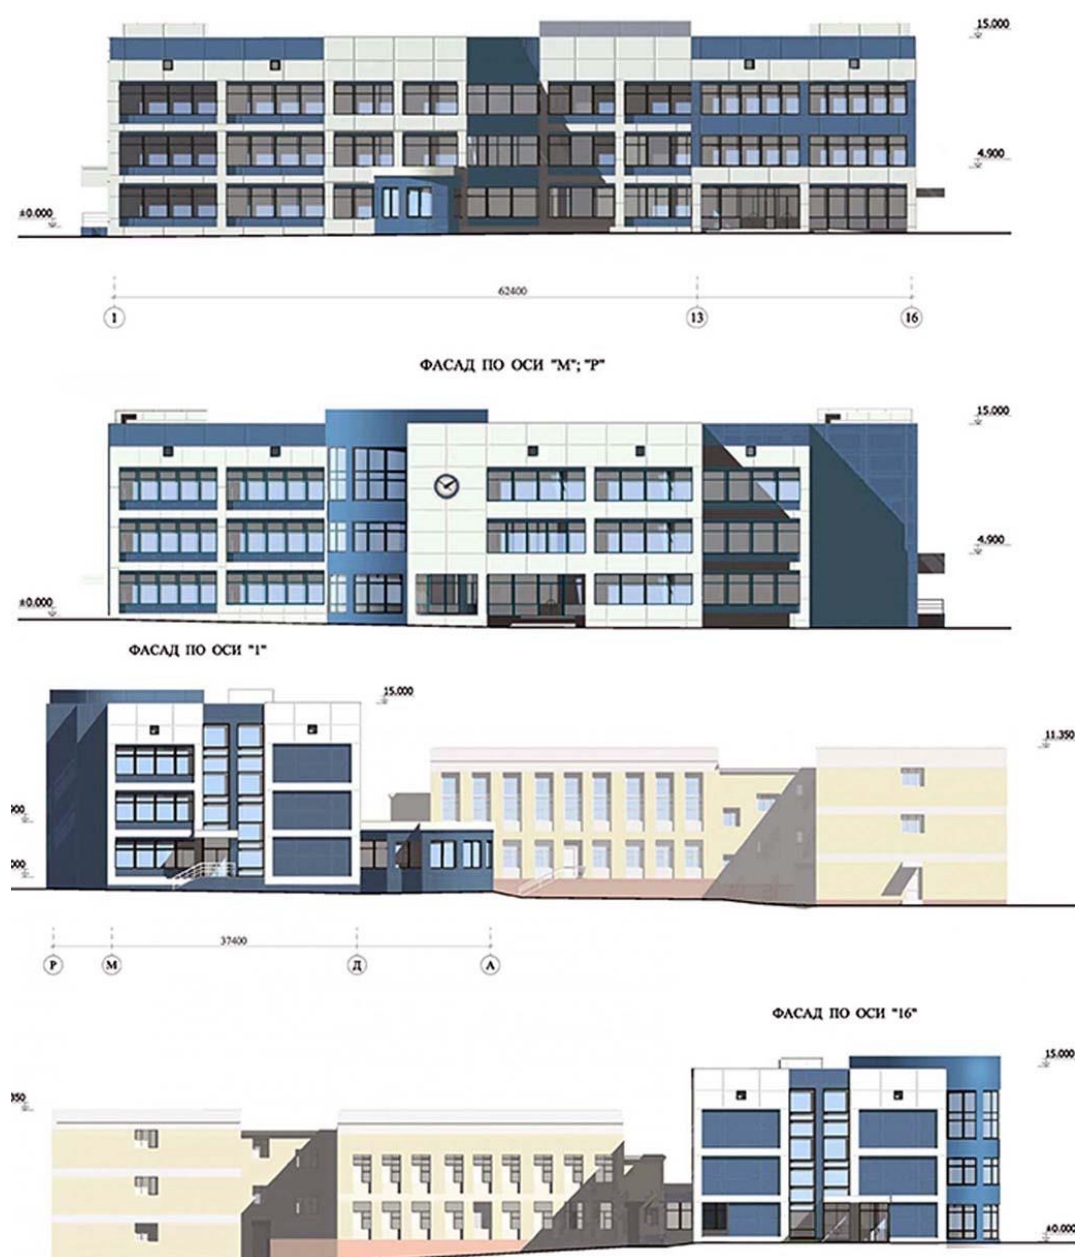 15.000
4.900
±0.000
62400
1
13
16
ФАСАД ПО ОСИ "М"; "Р"
15.000
4.900
±0.000
ФАСАД ПО ОСИ "1"
15.000
11.350
37400
Р
М
Д
А
ФАСАД ПО ОСИ "16"
15.000
±0.000